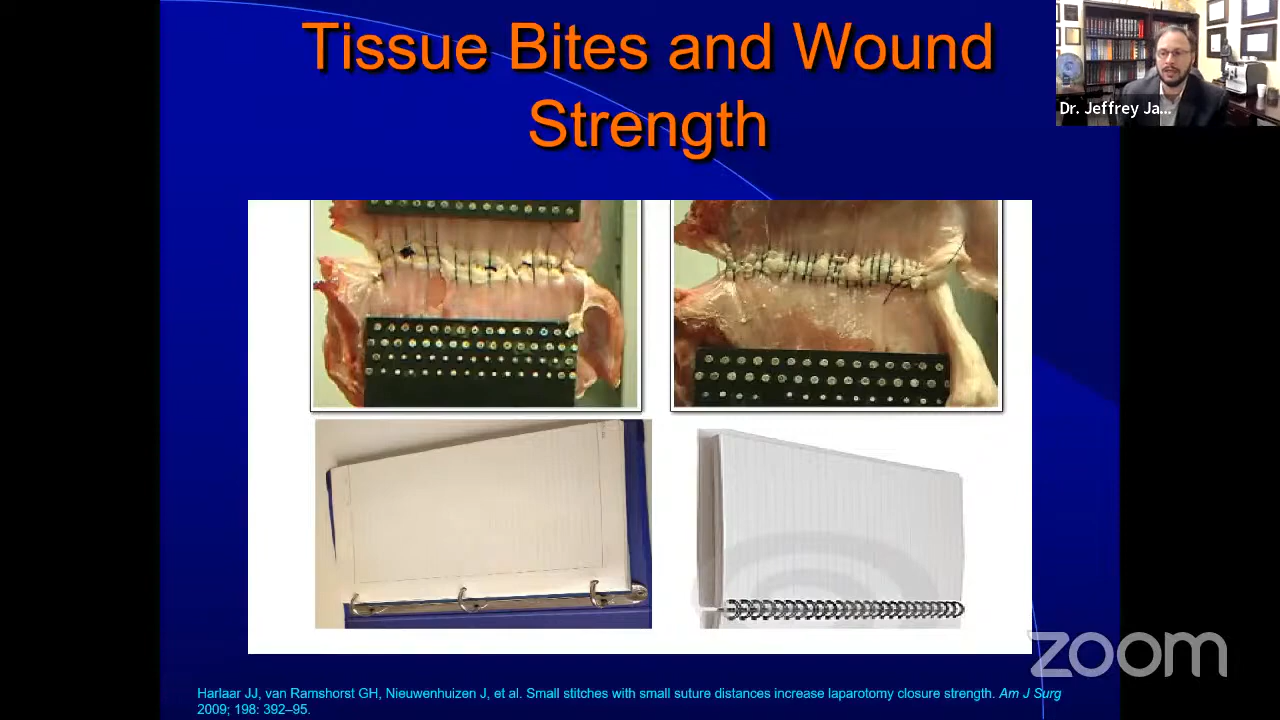 Tissue Bites and Wound
Strength
Dr. Jeffrey Ja...
zoom
Harlaar JJ, van Ramshorst GH, Nieuwenhuizen J, et al. Small stitches with small suture distances increase laparotomy closure strength. Am J Surg
2009; 198: 392–95.